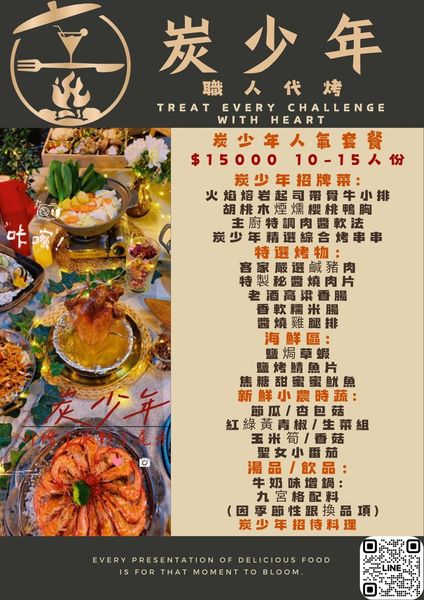 炭少年
職人代烤
TREAT EVERY CHALLENGE
WITH HEART
炭少年人氣套餐
$15000 10-15人份
炭少年招牌菜:
火焰熔岩起司帶骨牛小排
胡桃木煙燻櫻桃鴨胸
主廚特調肉醬軟法
炭少年精選綜合烤串串
特選烤物:
客家嚴選鹹豬肉
特製秘醬燒肉片
老酒高粱香腸
香軟糯米腸
醬燒雞腿排
海鮮區:
鹽焗草蝦
鹽烤鯖魚片
焦糖甜蜜蜜魷魚
新鮮小農時蔬:
節瓜/杏包菇
紅綠黃青椒/生菜組
玉米筍/香菇
聖女小番茄
湯品/飲品:
牛奶味增鍋:
九宮格配料
(因季節性跟換品項)
炭少年招待料理
咔嚓!
炭少年
EVERY PRESENTATION OF DELICIOUS FOOD
IS FOR THAT MOMENT TO BLOOM.
LINE